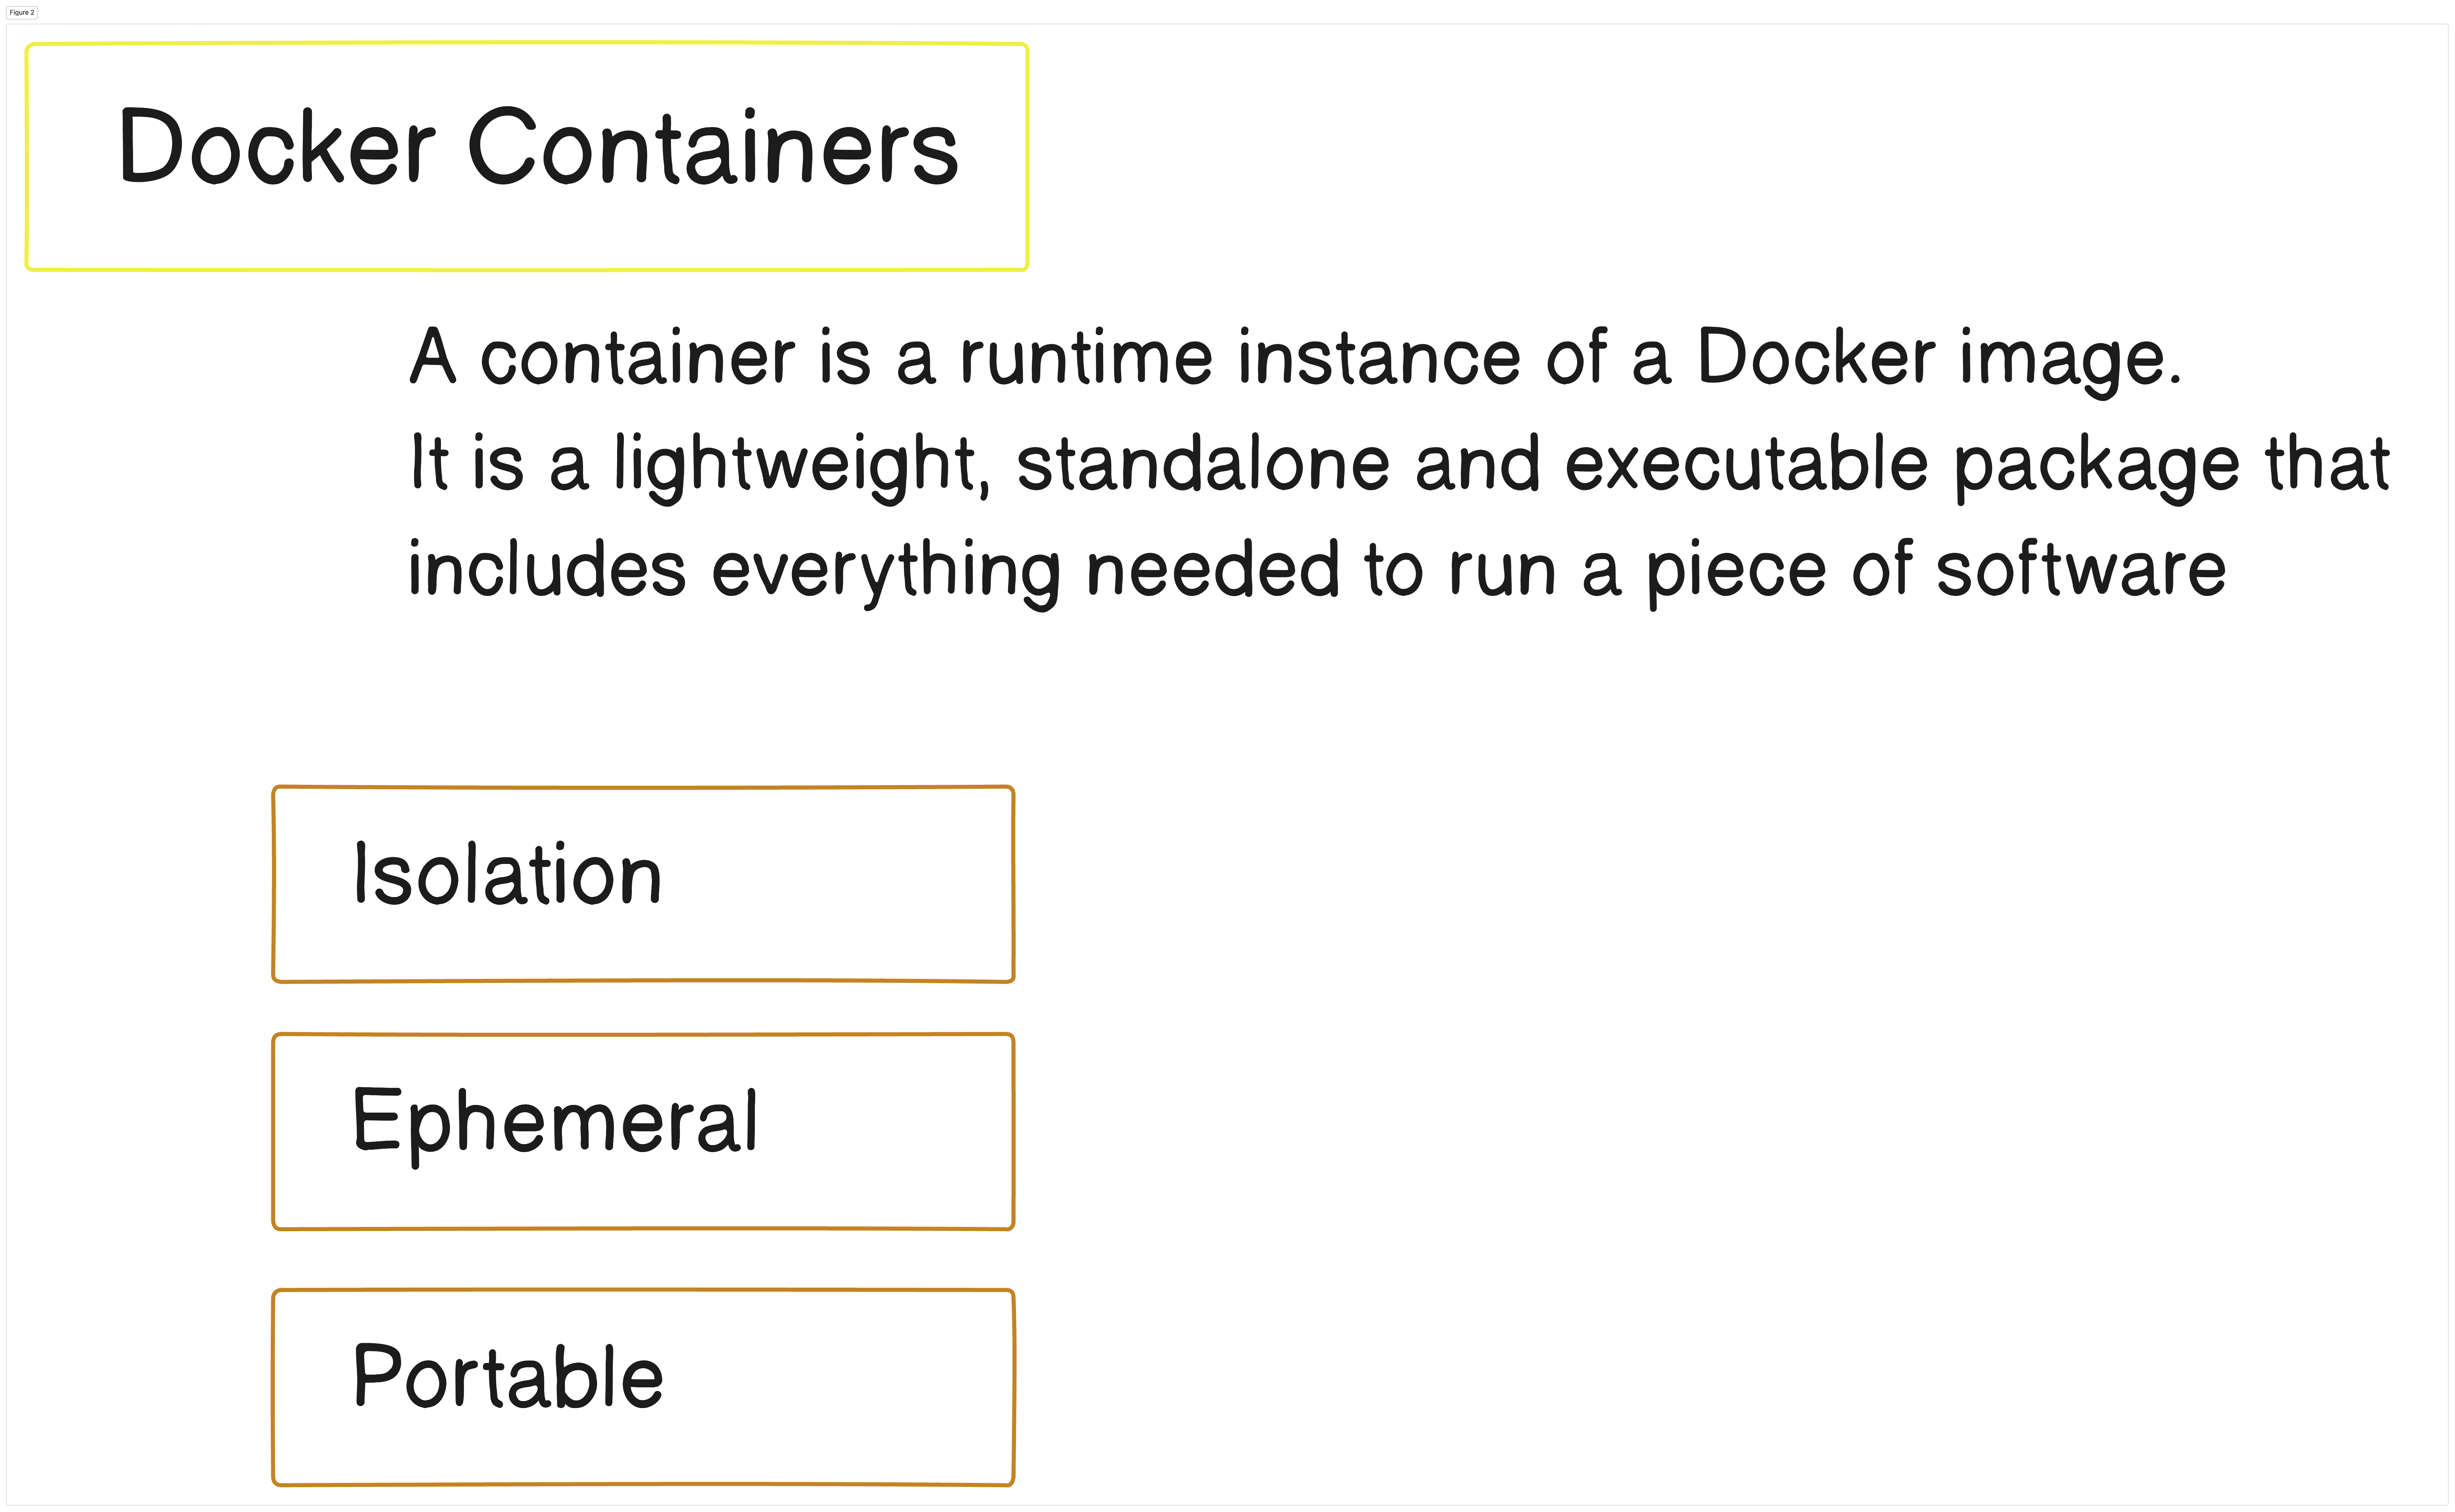 Figure 2
Docker Containers
A container is a runtime instance of a Docker image.
It is a lightweight, standalone and executable package that
includes everything needed to run a piece of software
Isolation
Ephemeral
Portable